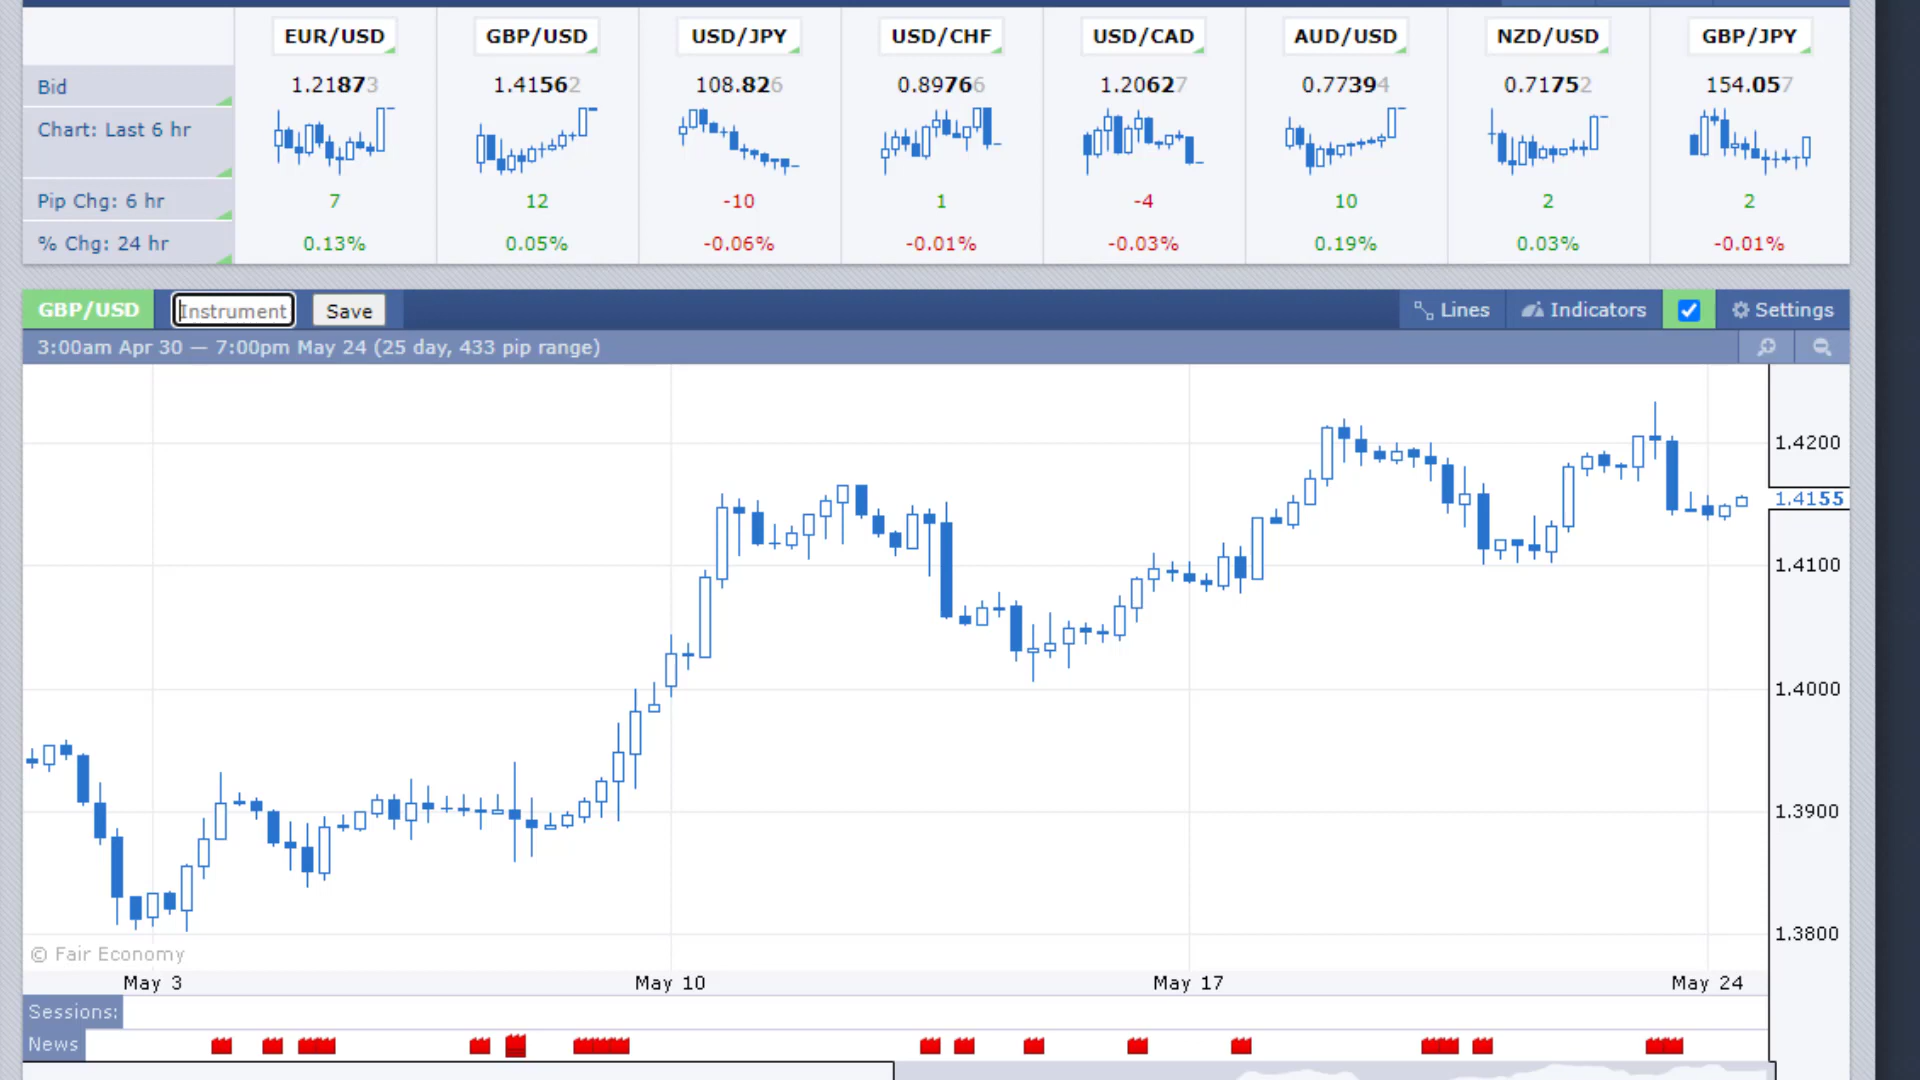 EUR/USD GBP/USD USD/JPY USD/CHF USD/CAD AUD/USD NZD/USD GBP/JPY
Bid 1.21873 1.41562 108.826 0.89766 1.20627 0.77394 0.71752 154.057
Chart: Last 6 hr
Pip Chg: 6 hr 7 12 -10 1 -4 10 2 2
% Chg: 24 hr 0.13% 0.05% -0.06% -0.01% -0.03% 0.19% 0.03% -0.01%
GBP/USD Instrument Save Lines Indicators Settings
3:00am Apr 30 — 7:00pm May 24 (25 day, 433 pip range)
1.4200
1.4155
1.4100
1.4000
1.3900
1.3800
© Fair Economy
May 3 May 10 May 17 May 24
Sessions:
News